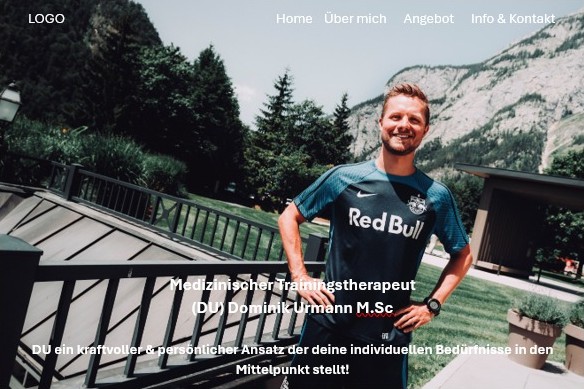 LOGO
Home Über mich Angebot Info & Kontakt
Red Bull
Medizinischer Trainingstherapeut
(DU) Dominik Urmann M.Sc
DU ein kraftvoller & persönlicher Ansatz der deine individuellen Bedürfnisse in den
Mittelpunkt stellt!